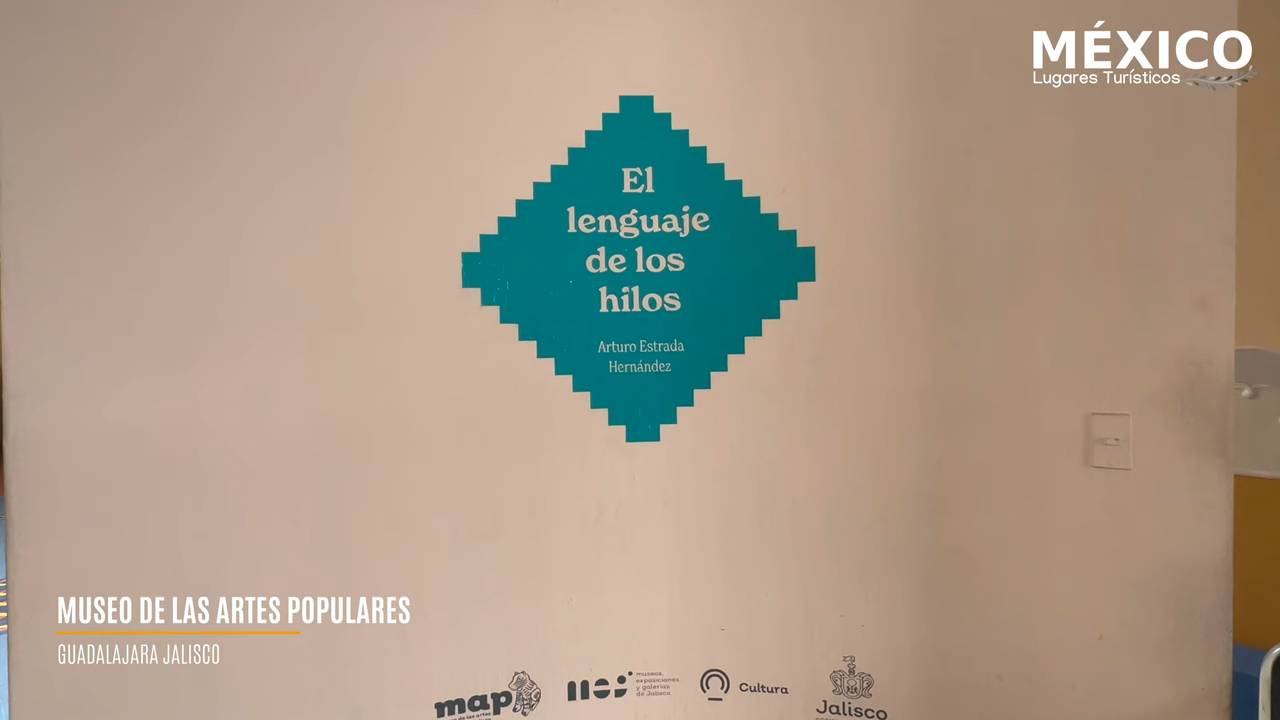 MÉXICO
Lugares Turísticos
El
lenguaje
de los
hilos
Arturo Estrada
Hernández
MUSEO DE LAS ARTES POPULARES
GUADALAJARA JALISCO
map
museos,
exposiciones
y galerías
de Jalisco
Cultura
Jalisco